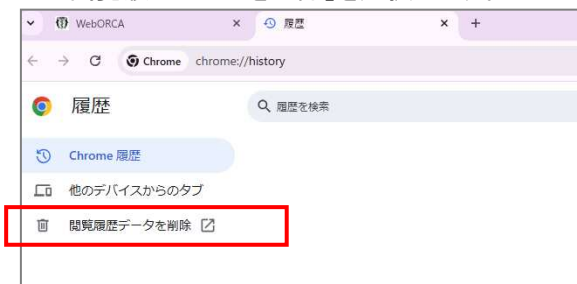 WebORCA 履歴
Chrome chrome://history
履歴 履歴を検索
Chrome 履歴
他のデバイスからのタブ
閲覧履歴データを削除